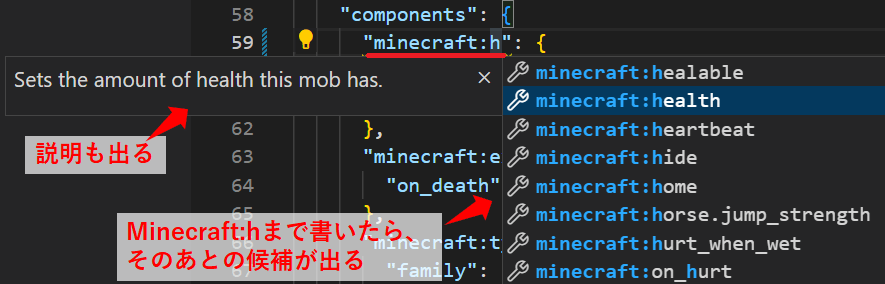 58 "components": {
59 "minecraft:h": {
Sets the amount of health this mob has. ×
説明も出る
62 },
63 "minecraft:e
64 "on_death"
65 },
"minecraft:t
"family":
Minecraft:hまで書いたら、
そのあとの候補が出る
minecraft:healable
minecraft:health
minecraft:heartbeat
minecraft:hide
minecraft:home
minecraft:horse.jump_strength
minecraft:hurt_when_wet
minecraft:on_hurt